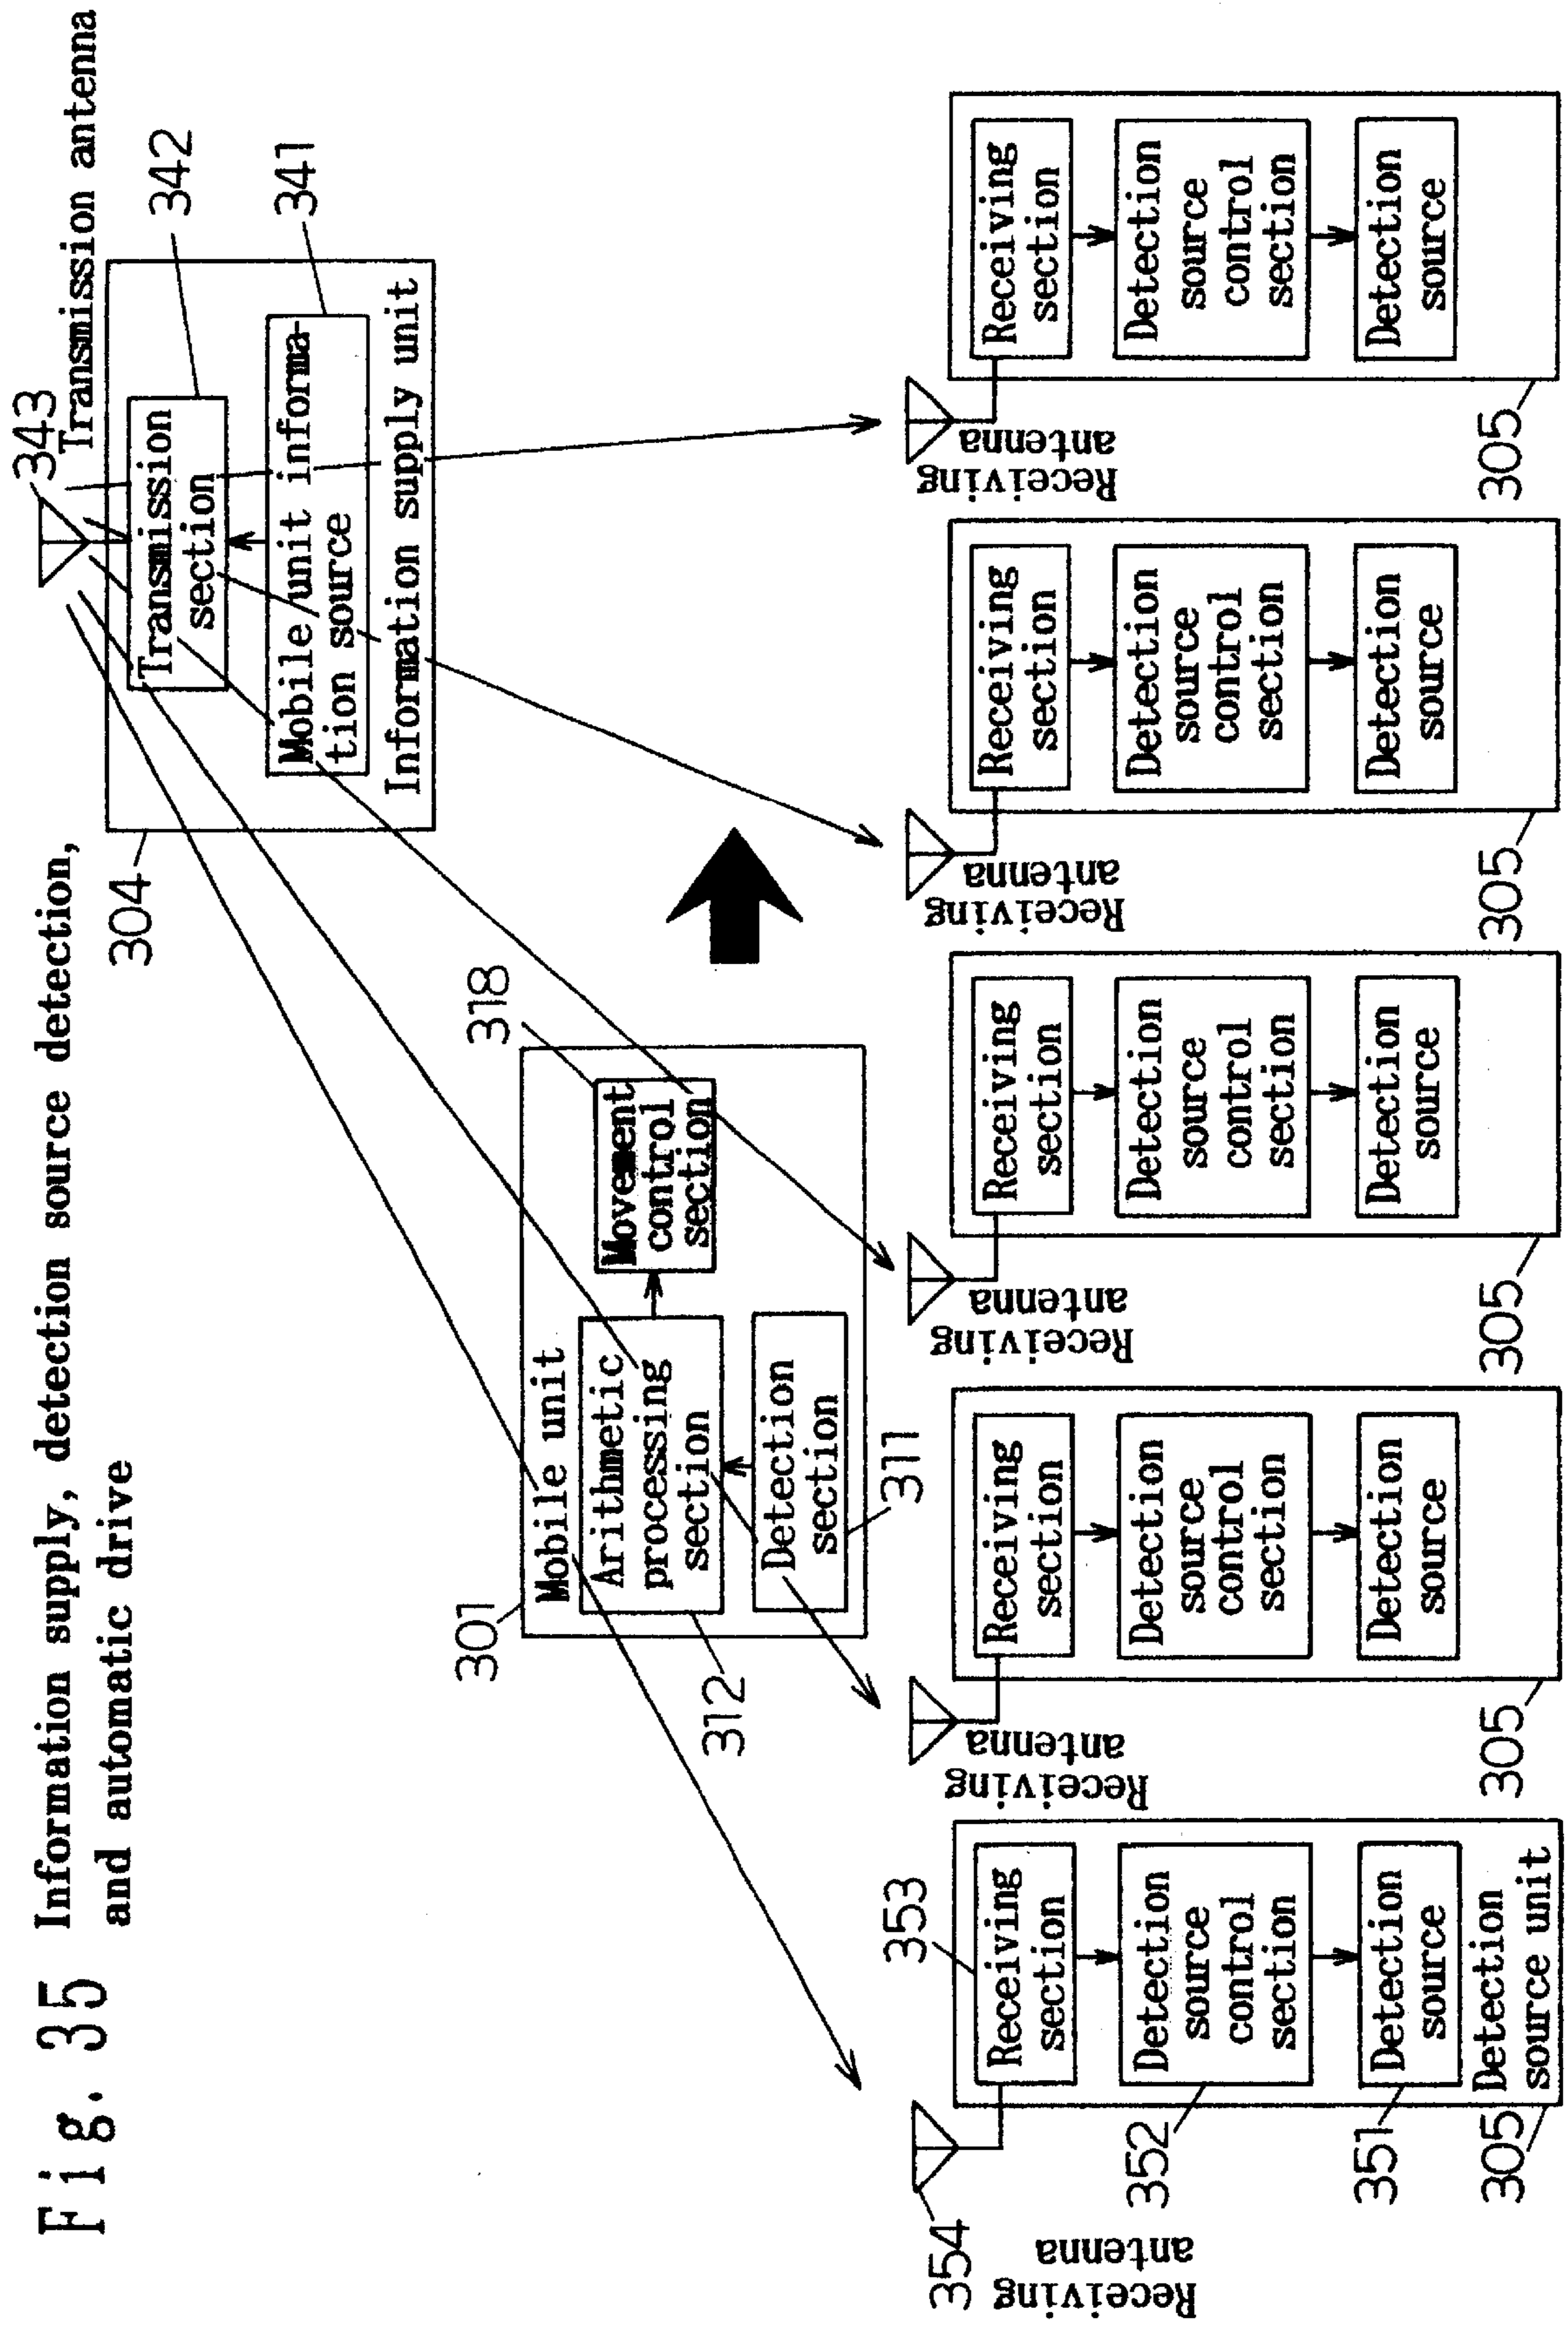 Fig. 35 Information supply, detection source detection,
and automatic drive
343
Transmission antenna
304
Transmission
section
342
Mobile unit informa-
tion source
341
Information supply unit
301
Mobile unit
318
Arithmetic
processing
section
312
Movement
control
section
Detection
section
311
354
Receiving
antenna
353
Receiving
section
352
Detection
source
control
section
351
Detection
source
Detection
source unit
305
Receiving
antenna
Receiving
section
Detection
source
control
section
Detection
source
305
Receiving
antenna
Receiving
section
Detection
source
control
section
Detection
source
305
Receiving
antenna
Receiving
section
Detection
source
control
section
Detection
source
305
Receiving
antenna
Receiving
section
Detection
source
control
section
Detection
source
305